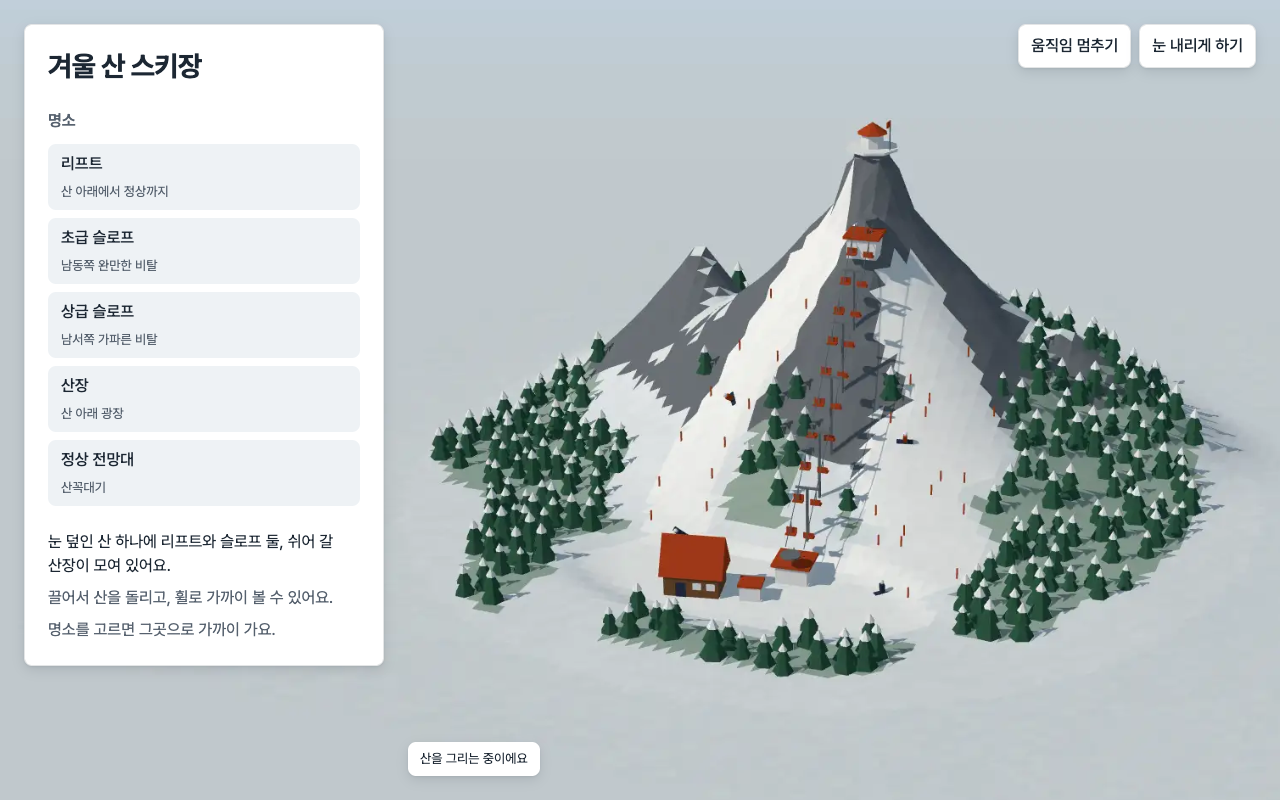 겨울 산 스키장
명소
리프트
산 아래에서 정상까지
초급 슬로프
남동쪽 완만한 비탈
상급 슬로프
남서쪽 가파른 비탈
산장
산 아래 광장
정상 전망대
산꼭대기
눈 덮인 산 하나에 리프트와 슬로프 둘, 쉬어 갈
산장이 모여 있어요.
끌어서 산을 돌리고, 휠로 가까이 볼 수 있어요.
명소를 고르면 그곳으로 가까이 가요.
움직임 멈추기
눈 내리게 하기
산을 그리는 중이에요